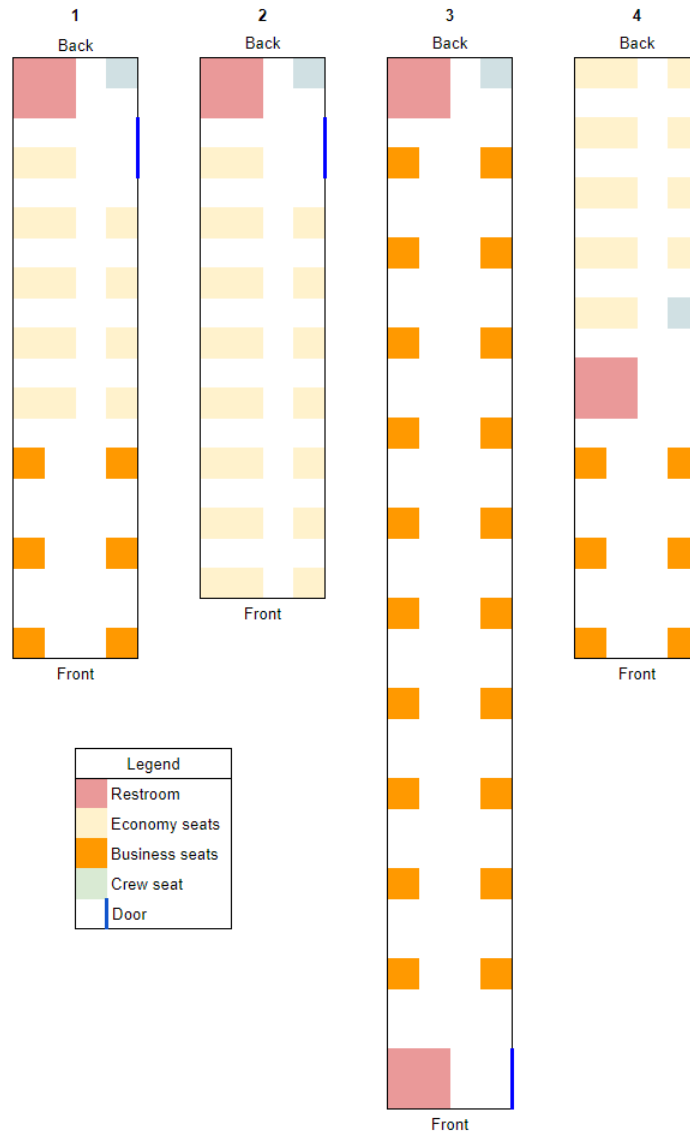 1 2 3 4
Back Back Back Back
Front
Front
Front
Legend
Restroom
Economy seats
Business seats
Crew seat
Door
Front